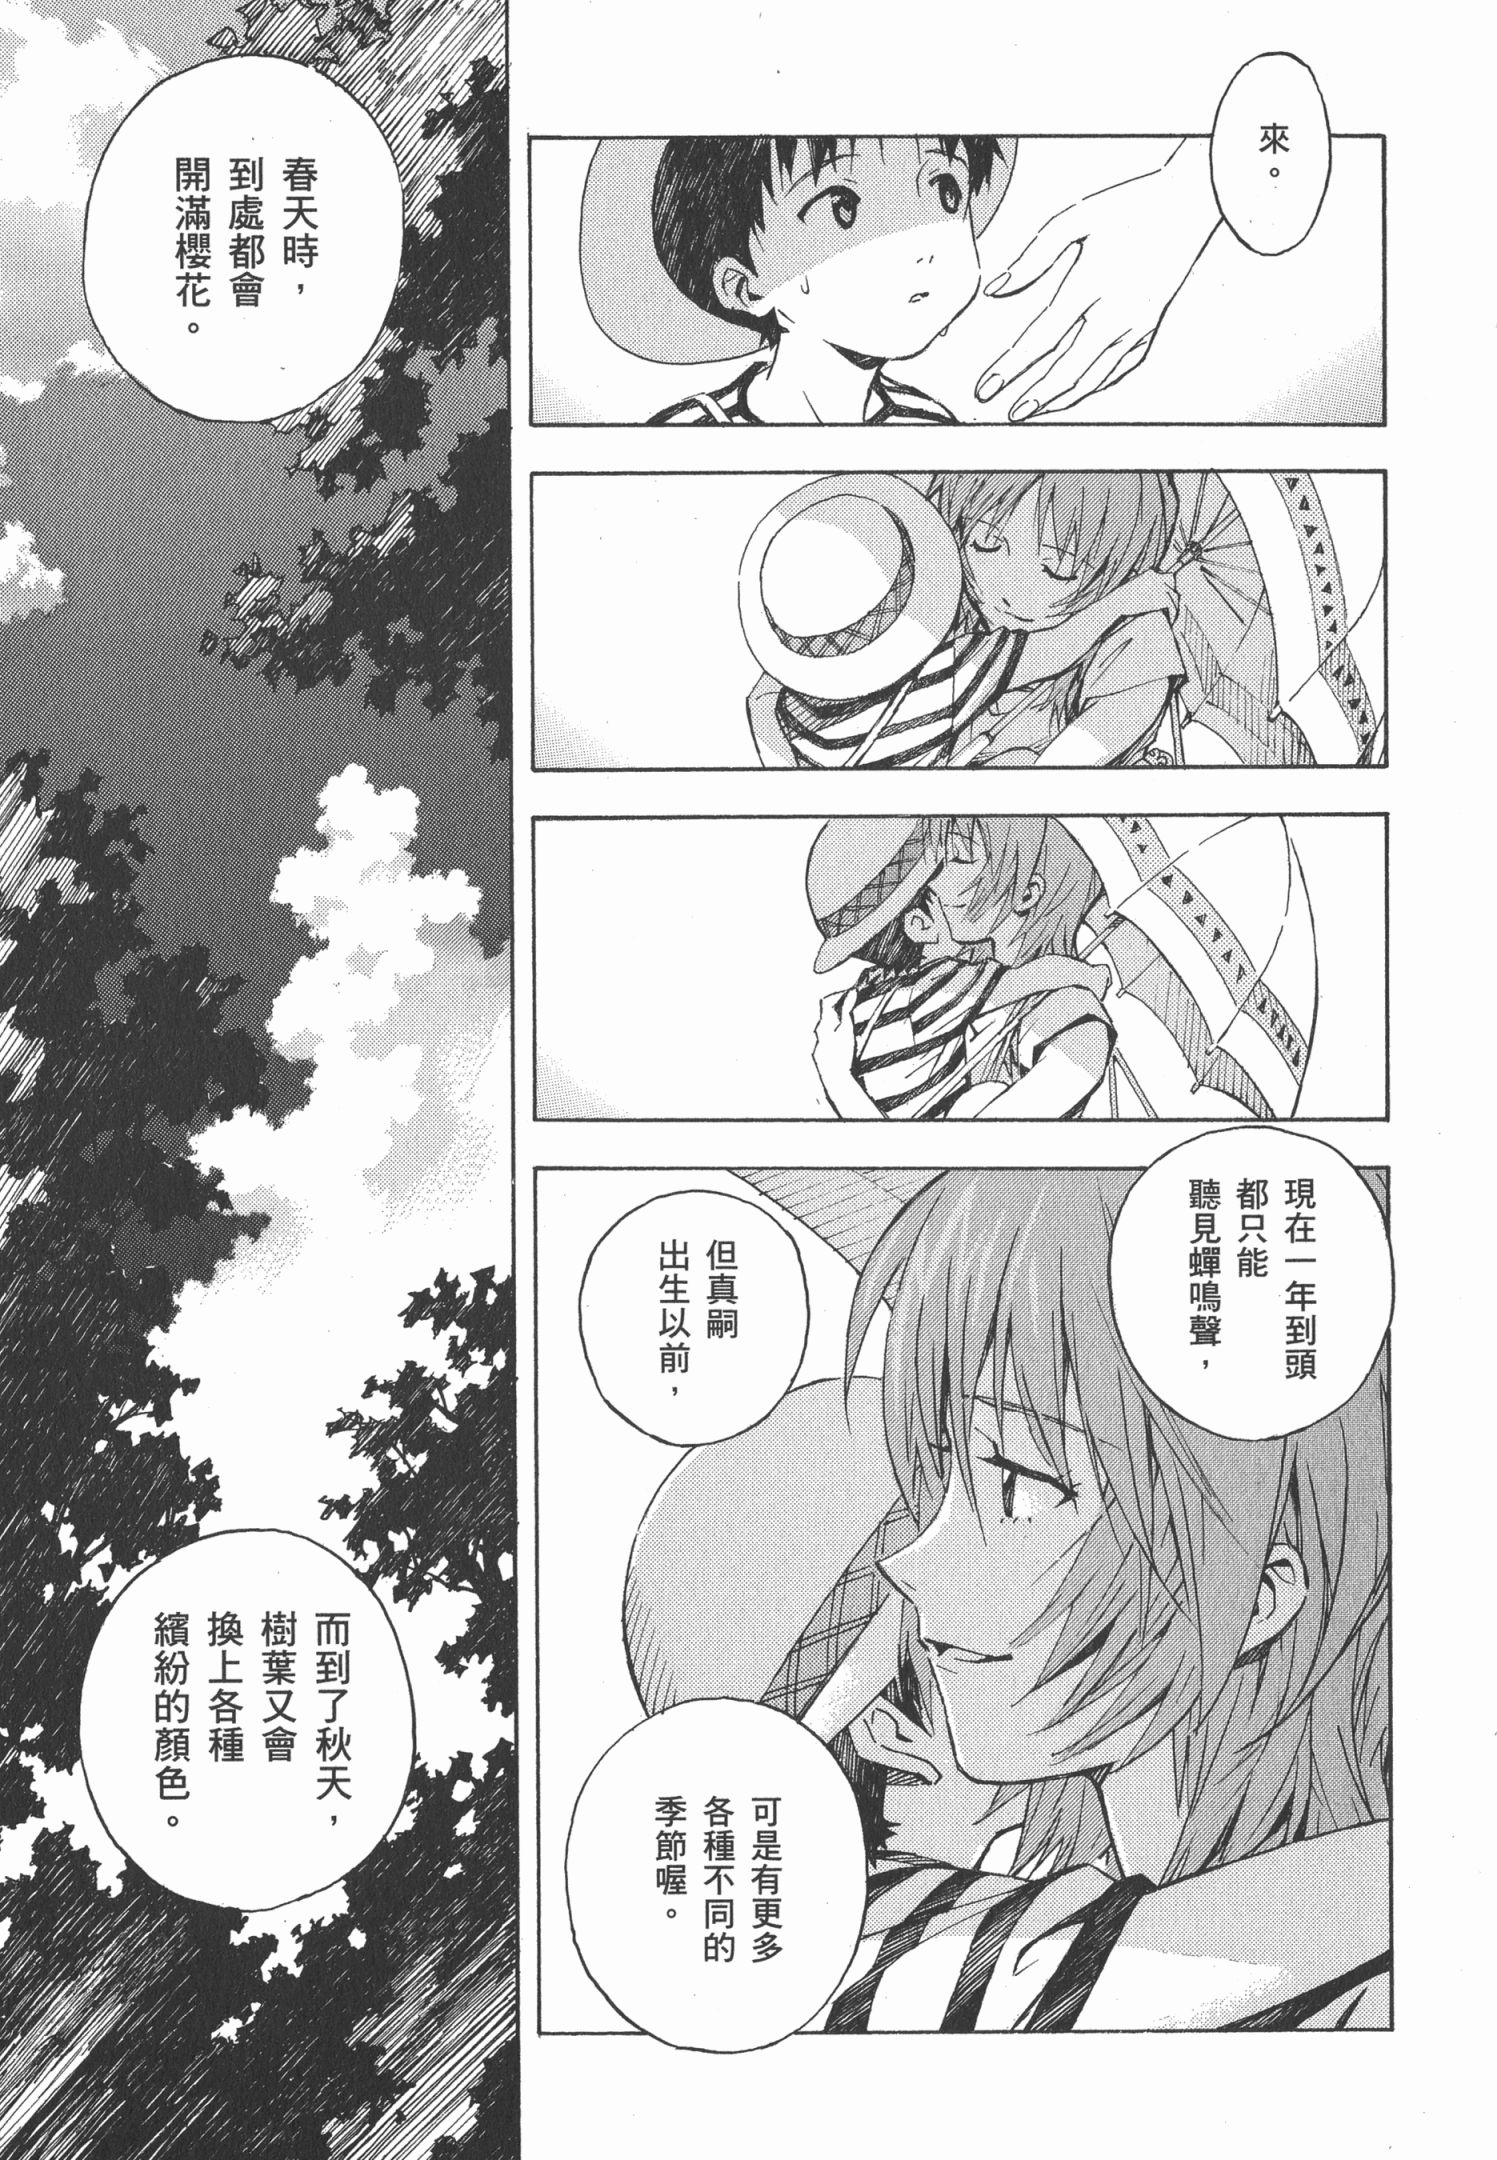 來。
現在一年到頭
都只能
聽見蟬鳴聲，
但真嗣
出生以前，
可是有更多
各種不同的
季節喔。
春天時，
到處都會
開滿櫻花。
而到了秋天，
樹葉又會
換上各種
繽紛的顏色。